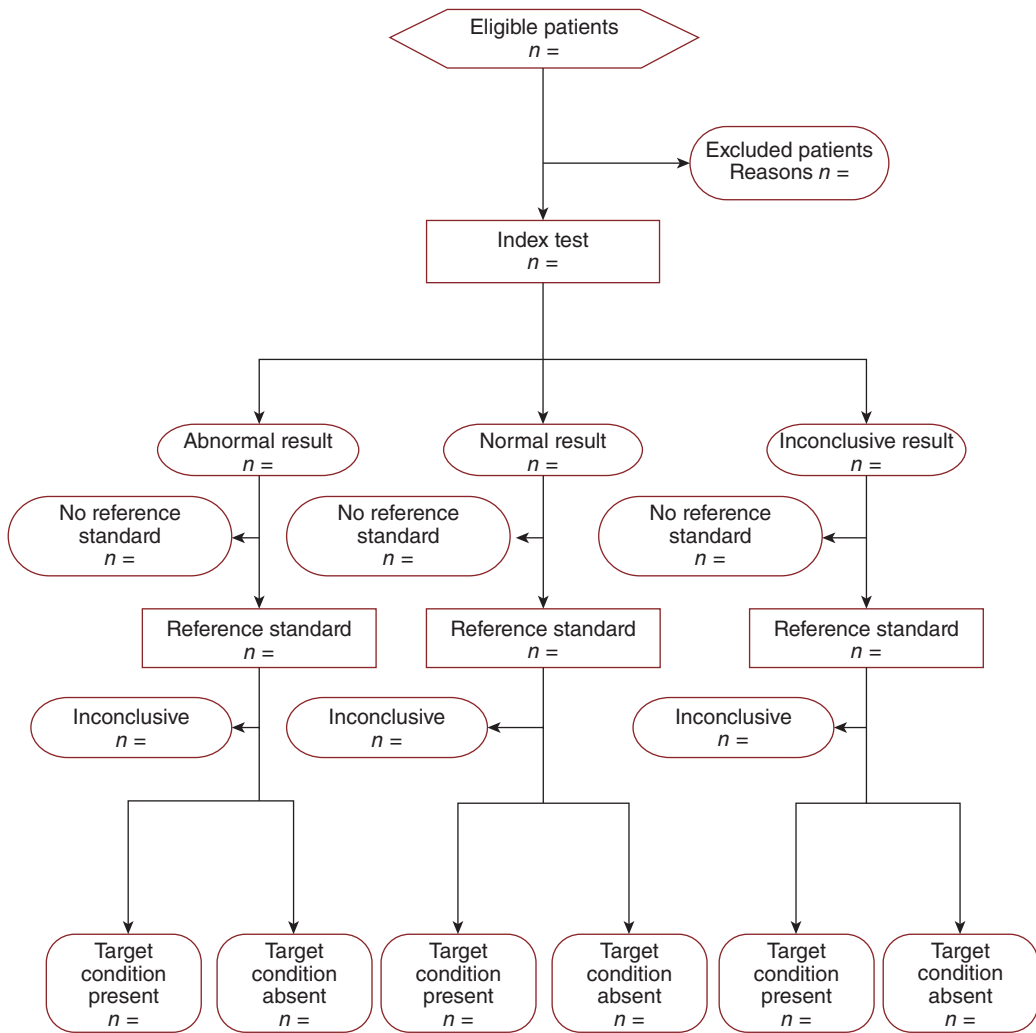 Eligible patients
n =
Excluded patients
Reasons n =
Index test
n =
Abnormal result
n =
Normal result
n =
Inconclusive result
n =
No reference
standard
n =
No reference
standard
n =
No reference
standard
n =
Reference standard
n =
Reference standard
n =
Reference standard
n =
Inconclusive
n =
Inconclusive
n =
Inconclusive
n =
Target
condition
present
n =
Target
condition
absent
n =
Target
condition
present
n =
Target
condition
absent
n =
Target
condition
present
n =
Target
condition
absent
n =